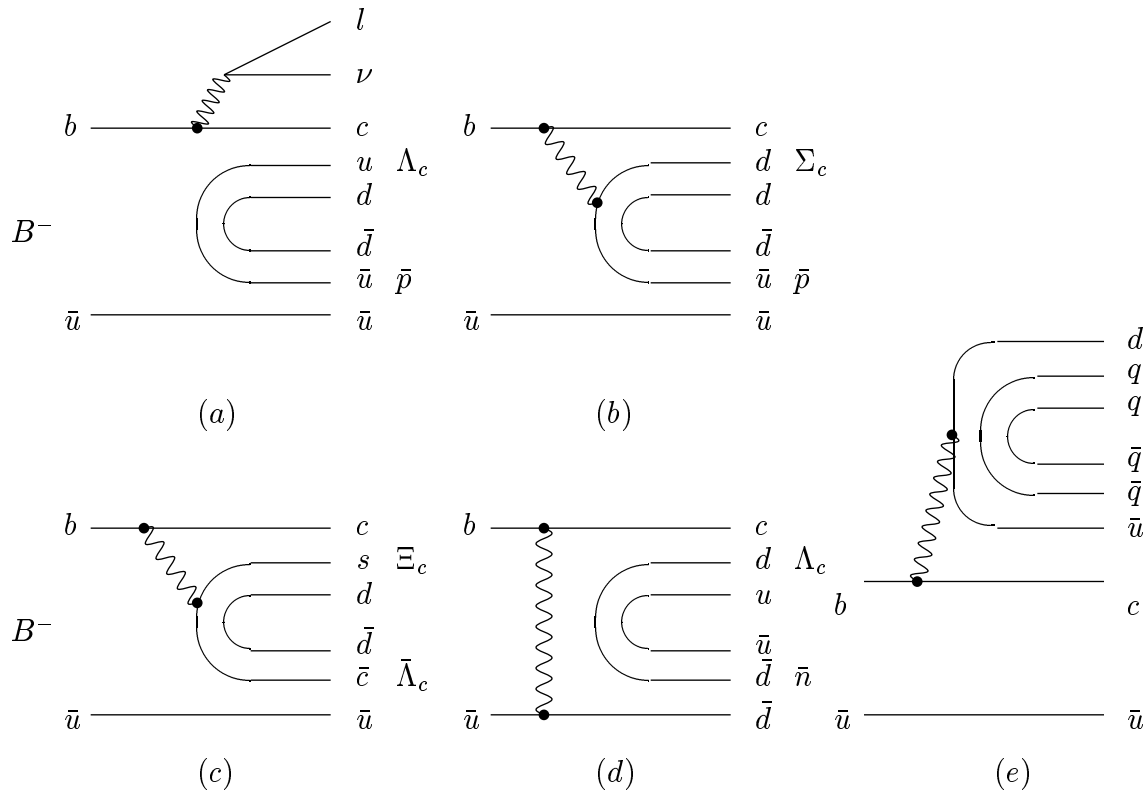 l
ν
b c
u Λ_c
d
B⁻
d̄
ū p̄
ū ū
(a)
b c
d Σ_c
d
d̄
ū p̄
ū ū
(b)
b c
s Ξ_c
d
B⁻
d̄
c̄ Λ̄_c
ū ū
(c)
b c
d Λ_c
u
ū
d̄ n̄
ū d̄
(d)
d
q
q
q̄
q̄
ū
b c
ū ū
(e)